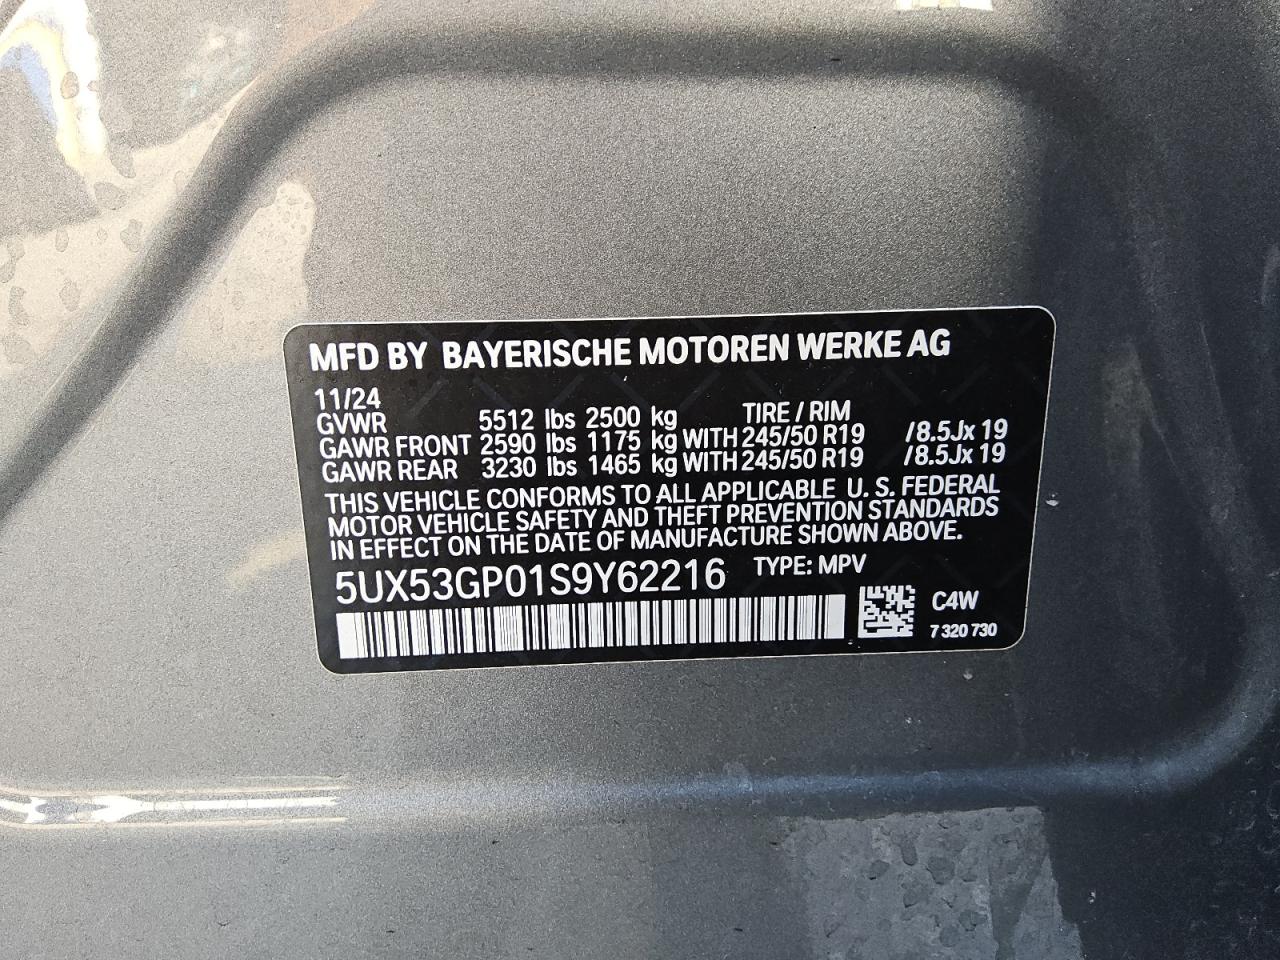 MFD BY BAYERISCHE MOTOREN WERKE AG
11/24
GVWR 5512 lbs 2500 kg TIRE / RIM
GAWR FRONT 2590 lbs 1175 kg WITH 245/50 R19 /8.5Jx 19
GAWR REAR 3230 lbs 1465 kg WITH 245/50 R19 /8.5Jx 19
THIS VEHICLE CONFORMS TO ALL APPLICABLE U. S. FEDERAL
MOTOR VEHICLE SAFETY AND THEFT PREVENTION STANDARDS
IN EFFECT ON THE DATE OF MANUFACTURE SHOWN ABOVE.
5UX53GP01S9Y62216 TYPE: MPV
C4W
7 320 730